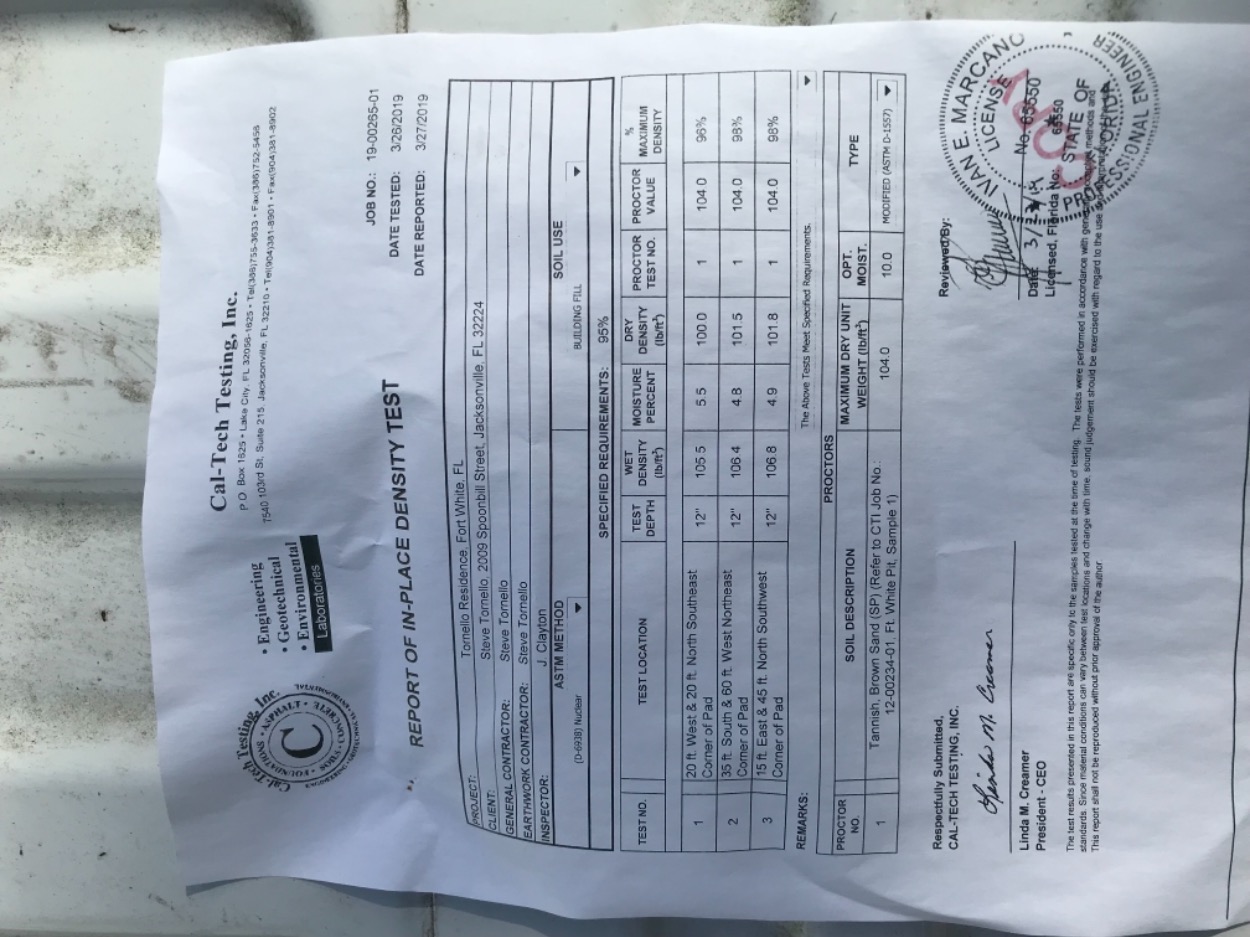 Cal-Tech Testing, Inc.
• Engineering
• Geotechnical
• Environmental
Laboratories
P.O. Box 1625 • Lake City, FL 32056-1625 • Tel(386)755-3633 • Fax(386)752-5456
7540 103rd St, Suite 215, Jacksonville, FL 32210 • Tel(904)381-8901 • Fax(904)381-8902
Cal-Tech Testing, Inc.
FOUNDATIONS • ASPHALT •
C
JOB NO.: 19-00265-01
DATE TESTED: 3/26/2019
DATE REPORTED: 3/27/2019
REPORT OF IN-PLACE DENSITY TEST
PROJECT: Tornello Residence, Fort White, FL
CLIENT: Steve Tornello, 2009 Spoonbill Street, Jacksonville, FL 32224
GENERAL CONTRACTOR: Steve Tornello
EARTHWORK CONTRACTOR: Steve Tornello
INSPECTOR: J. Clayton
ASTM METHOD SOIL USE
(D-6938) Nuclear BUILDING FILL
SPECIFIED REQUIREMENTS: 95%
TEST NO. TEST LOCATION TEST DEPTH WET DENSITY (lb/ft³) MOISTURE PERCENT DRY DENSITY (lb/ft³) PROCTOR TEST NO. PROCTOR VALUE % MAXIMUM DENSITY
1 20 ft. West & 20 ft. North Southeast Corner of Pad 12" 105.5 5.5 100.0 1 104.0 96%
2 35 ft. South & 60 ft. West Northeast Corner of Pad 12" 106.4 4.8 101.5 1 104.0 98%
3 15 ft. East & 45 ft. North Southwest Corner of Pad 12" 106.8 4.9 101.8 1 104.0 98%
REMARKS: The Above Tests Meet Specified Requirements.
PROCTORS
PROCTOR NO. SOIL DESCRIPTION MAXIMUM DRY UNIT WEIGHT (lb/ft³) OPT. MOIST. TYPE
1 Tannish, Brown Sand (SP) (Refer to CTI Job No.: 12-00234-01, Ft. White Pit, Sample 1) 104.0 10.0 MODIFIED (ASTM D-1557)
Respectfully Submitted,
CAL-TECH TESTING, INC.
Linda M. Creamer
Linda M. Creamer
President - CEO
Reviewed By:
Date:
Licensed, Florida No: 65550
IVAN E. MARCANO
LICENSE
No. 65550
STATE OF
FLORIDA
PROFESSIONAL ENGINEER
COPY
The test results presented in this report are specific only to the samples tested at the time of testing. The tests were performed in accordance with generally accepted methods and
standards. Since material conditions can vary between test locations and change with time, sound judgement should be exercised with regard to the use
This report shall not be reproduced without prior approval of the author.